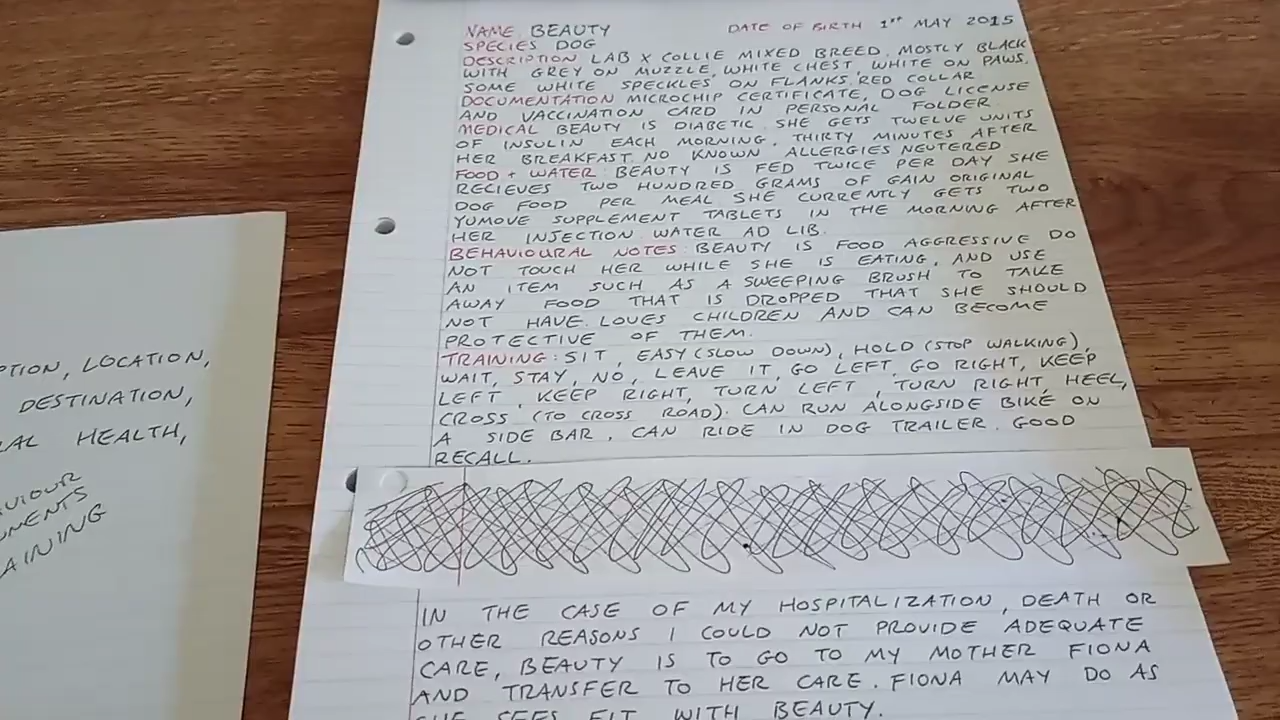 NAME BEAUTY DATE OF BIRTH 1ST MAY 2015
SPECIES DOG
DESCRIPTION LAB X COLLIE MIXED BREED. MOSTLY BLACK
WITH GREY ON MUZZLE, WHITE CHEST, WHITE ON PAWS.
SOME WHITE SPECKLES ON FLANKS, RED COLLAR
DOCUMENTATION MICROCHIP CERTIFICATE, DOG LICENSE
AND VACCINATION CARD IN PERSONAL FOLDER.
MEDICAL BEAUTY IS DIABETIC. SHE GETS TWELVE UNITS
OF INSULIN EACH MORNING, THIRTY MINUTES AFTER
HER BREAKFAST. NO KNOWN ALLERGIES NEUTERED
FOOD + WATER: BEAUTY IS FED TWICE PER DAY SHE
RECIEVES TWO HUNDRED GRAMS OF GAIN ORIGINAL
DOG FOOD PER MEAL SHE CURRENTLY GETS TWO
YUMOVE SUPPLEMENT TABLETS IN THE MORNING AFTER
HER INJECTION WATER AD LIB.
BEHAVIOURAL NOTES: BEAUTY IS FOOD AGGRESSIVE DO
NOT TOUCH HER WHILE SHE IS EATING, AND USE
AN ITEM SUCH AS A SWEEPING BRUSH TO TAKE
AWAY FOOD THAT IS DROPPED THAT SHE SHOULD
NOT HAVE. LOVES CHILDREN AND CAN BECOME
PROTECTIVE OF THEM.
TRAINING: SIT, EASY (SLOW DOWN), HOLD (STOP WALKING),
WAIT, STAY, NO, LEAVE IT, GO LEFT, GO RIGHT, KEEP
LEFT, KEEP RIGHT, TURN LEFT, TURN RIGHT, HEEL,
CROSS (TO CROSS ROAD). CAN RUN ALONGSIDE BIKE ON
A SIDE BAR. CAN RIDE IN DOG TRAILER. GOOD
RECALL.
IN THE CASE OF MY HOSPITALIZATION, DEATH OR
OTHER REASONS I COULD NOT PROVIDE ADEQUATE
CARE, BEAUTY IS TO GO TO MY MOTHER FIONA
AND TRANSFER TO HER CARE. FIONA MAY DO AS
SHE SEES FIT WITH BEAUTY.
PTION, LOCATION,
DESTINATION,
AL HEALTH,
AVIOUR
UMENTS
AINING